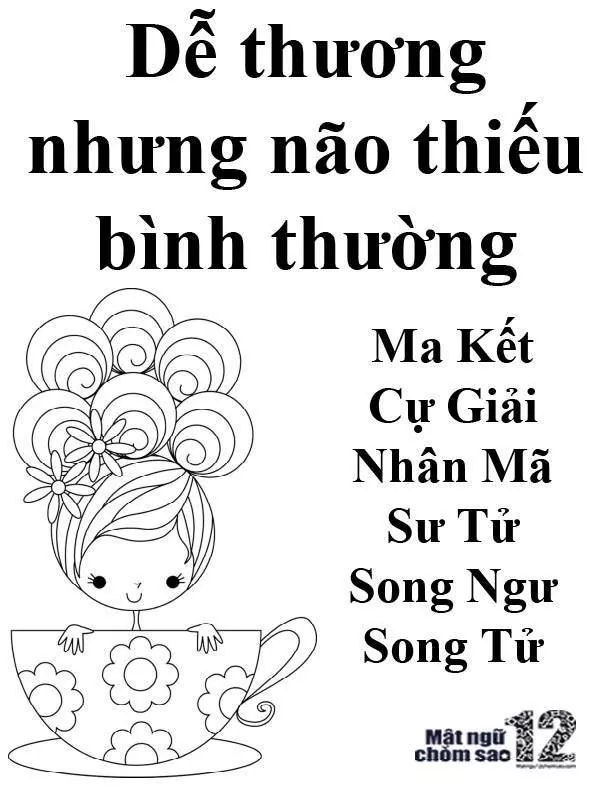 Dễ thương
nhưng não thiếu
bình thường
Ma Kết
Cự Giải
Nhân Mã
Sư Tử
Song Ngư
Song Tử
Mật ngữ 12
chòm sao